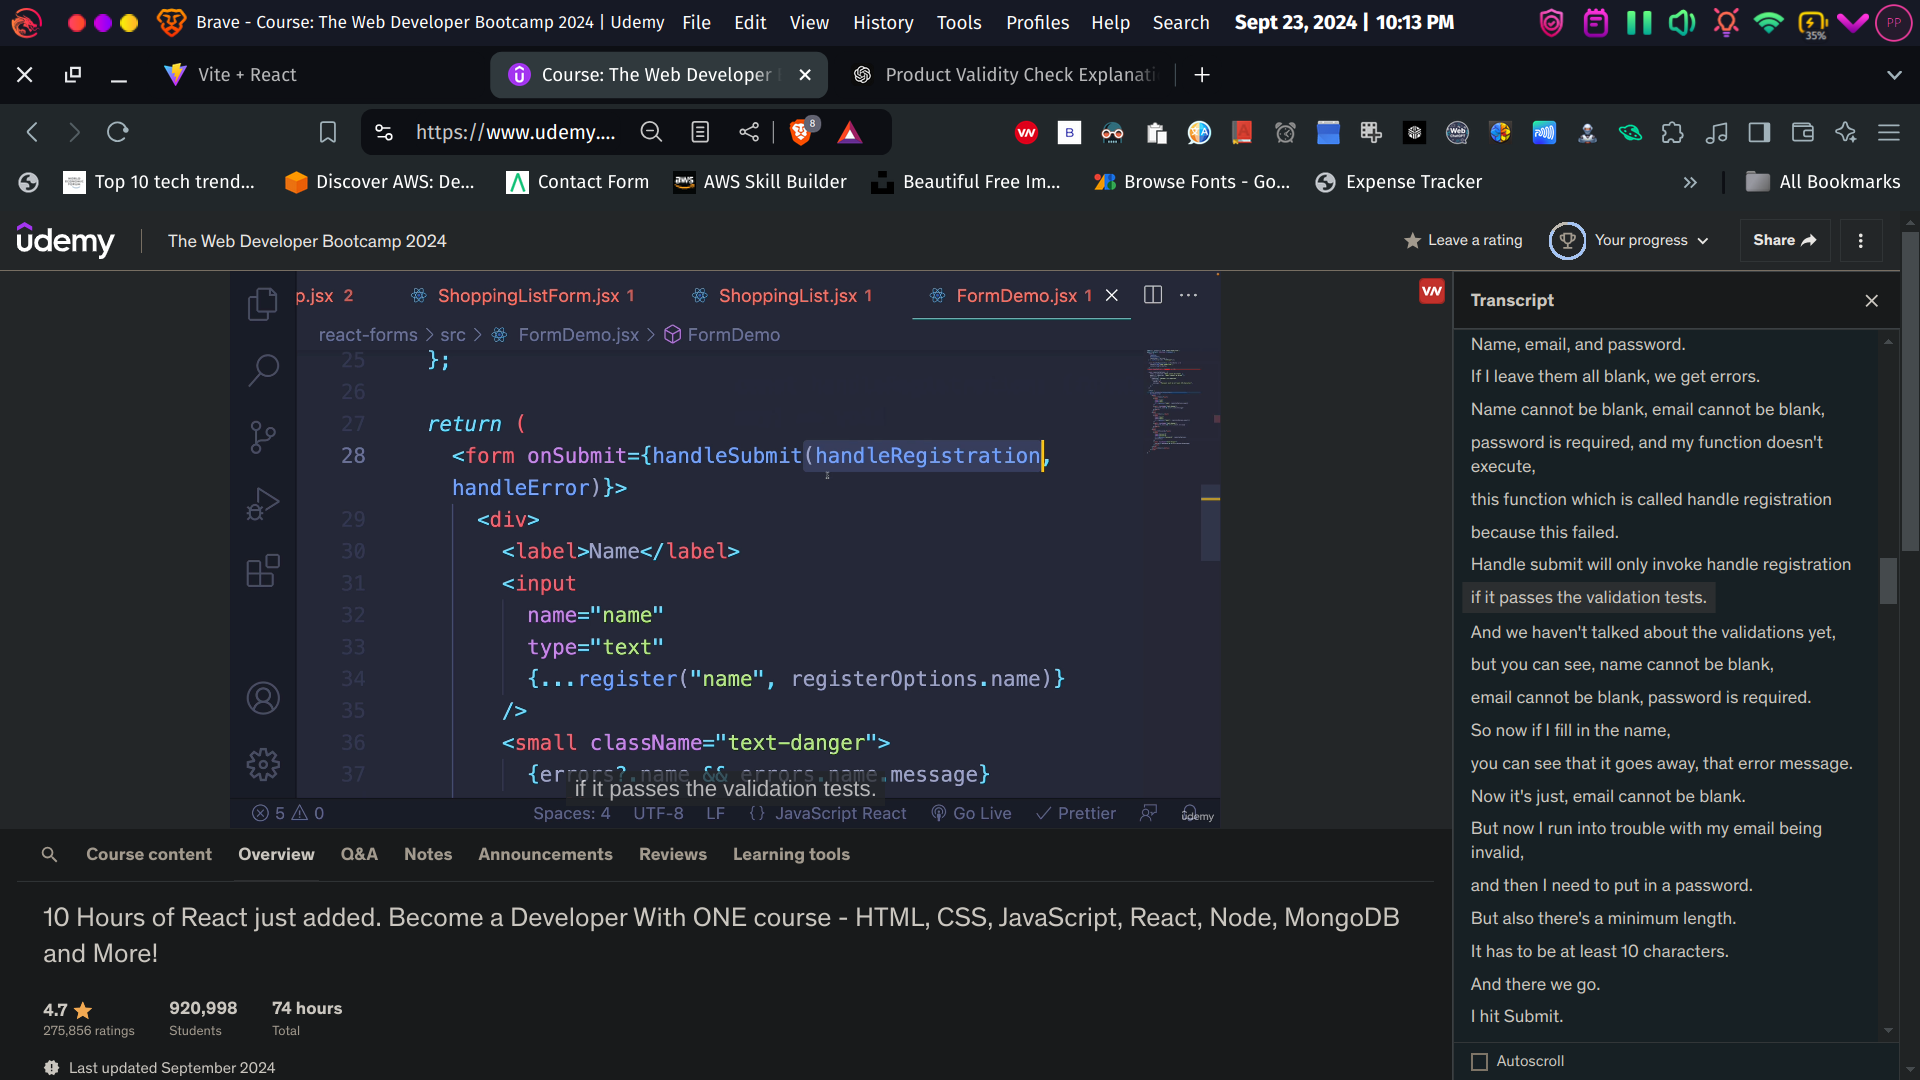 Brave - Course: The Web Developer Bootcamp 2024 | Udemy File Edit View History Tools Profiles Help Search Sept 23, 2024 | 10:13 PM 35% PP
Vite + React
Course: The Web Developer
Product Validity Check Explanati
https://www.udemy.... 8
Top 10 tech trend...
Discover AWS: De...
Contact Form
AWS Skill Builder
Beautiful Free Im...
Browse Fonts - Go...
Expense Tracker
All Bookmarks
udemy
The Web Developer Bootcamp 2024
Leave a rating
Your progress
Share
p.jsx 2
ShoppingListForm.jsx 1
ShoppingList.jsx 1
FormDemo.jsx 1
react-forms > src > FormDemo.jsx > FormDemo
25 };
26
27 return (
28 <form onSubmit={handleSubmit(handleRegistration,
handleError)}>
29 <div>
30 <label>Name</label>
31 <input
32 name="name"
33 type="text"
34 {...register("name", registerOptions.name)}
35 />
36 <small className="text-danger">
37 {errors?.name && errors.name.message}
if it passes the validation tests.
5 0
Spaces: 4 UTF-8 LF {} JavaScript React Go Live Prettier
udemy
Transcript
Name, email, and password.
If I leave them all blank, we get errors.
Name cannot be blank, email cannot be blank,
password is required, and my function doesn't
execute,
this function which is called handle registration
because this failed.
Handle submit will only invoke handle registration
if it passes the validation tests.
And we haven't talked about the validations yet,
but you can see, name cannot be blank,
email cannot be blank, password is required.
So now if I fill in the name,
you can see that it goes away, that error message.
Now it's just, email cannot be blank.
But now I run into trouble with my email being
invalid,
and then I need to put in a password.
But also there's a minimum length.
It has to be at least 10 characters.
And there we go.
I hit Submit.
Autoscroll
Course content Overview Q&A Notes Announcements Reviews Learning tools
10 Hours of React just added. Become a Developer With ONE course - HTML, CSS, JavaScript, React, Node, MongoDB
and More!
4.7 920,998 74 hours
275,856 ratings Students Total
Last updated September 2024